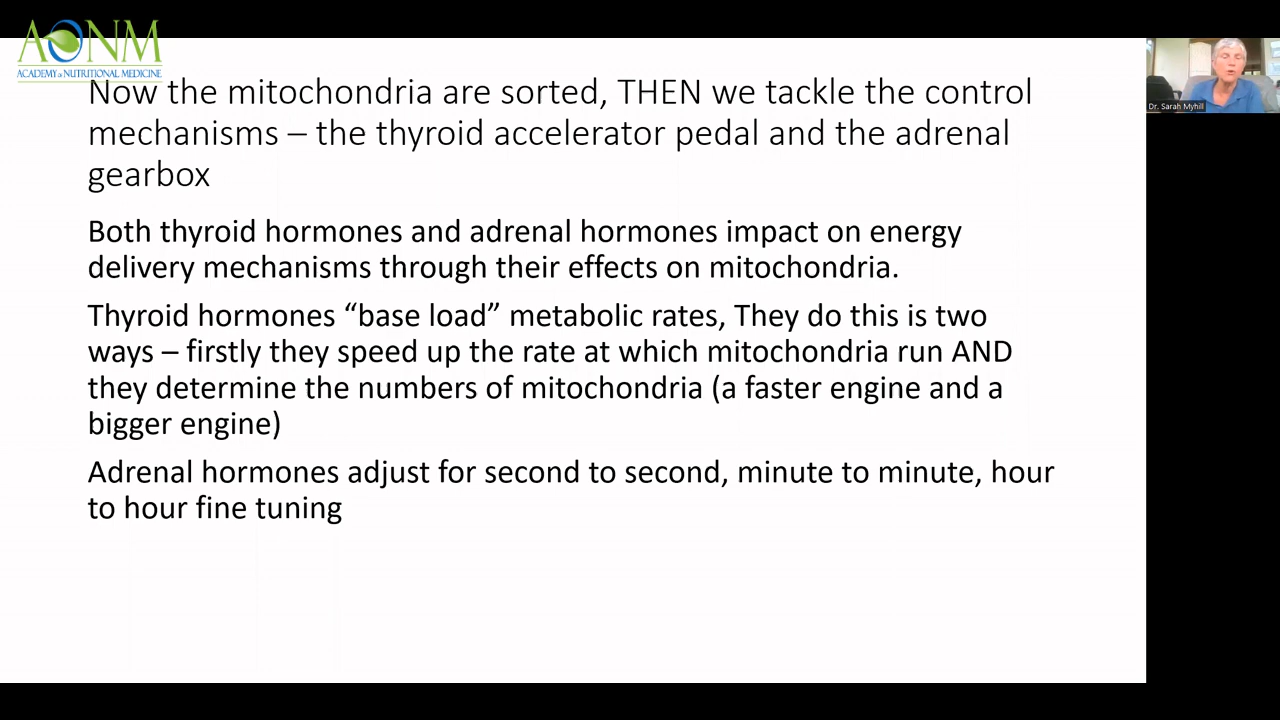 AONM
ACADEMY of NUTRITIONAL MEDICINE
Now the mitochondria are sorted, THEN we tackle the control
mechanisms – the thyroid accelerator pedal and the adrenal
gearbox
Both thyroid hormones and adrenal hormones impact on energy
delivery mechanisms through their effects on mitochondria.
Thyroid hormones “base load” metabolic rates, They do this is two
ways – firstly they speed up the rate at which mitochondria run AND
they determine the numbers of mitochondria (a faster engine and a
bigger engine)
Adrenal hormones adjust for second to second, minute to minute, hour
to hour fine tuning
Dr. Sarah Myhill